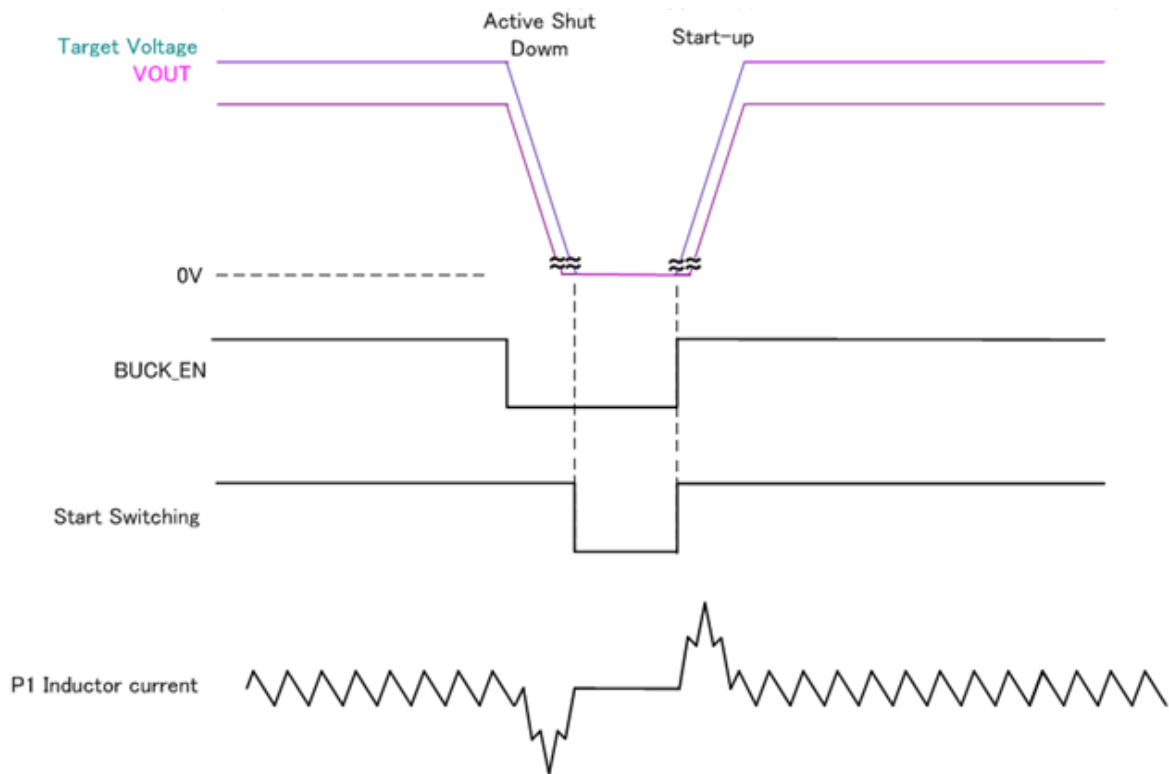 Active Shut
Dowm
Start-up
Target Voltage
VOUT
0V
BUCK_EN
Start Switching
P1 Inductor current